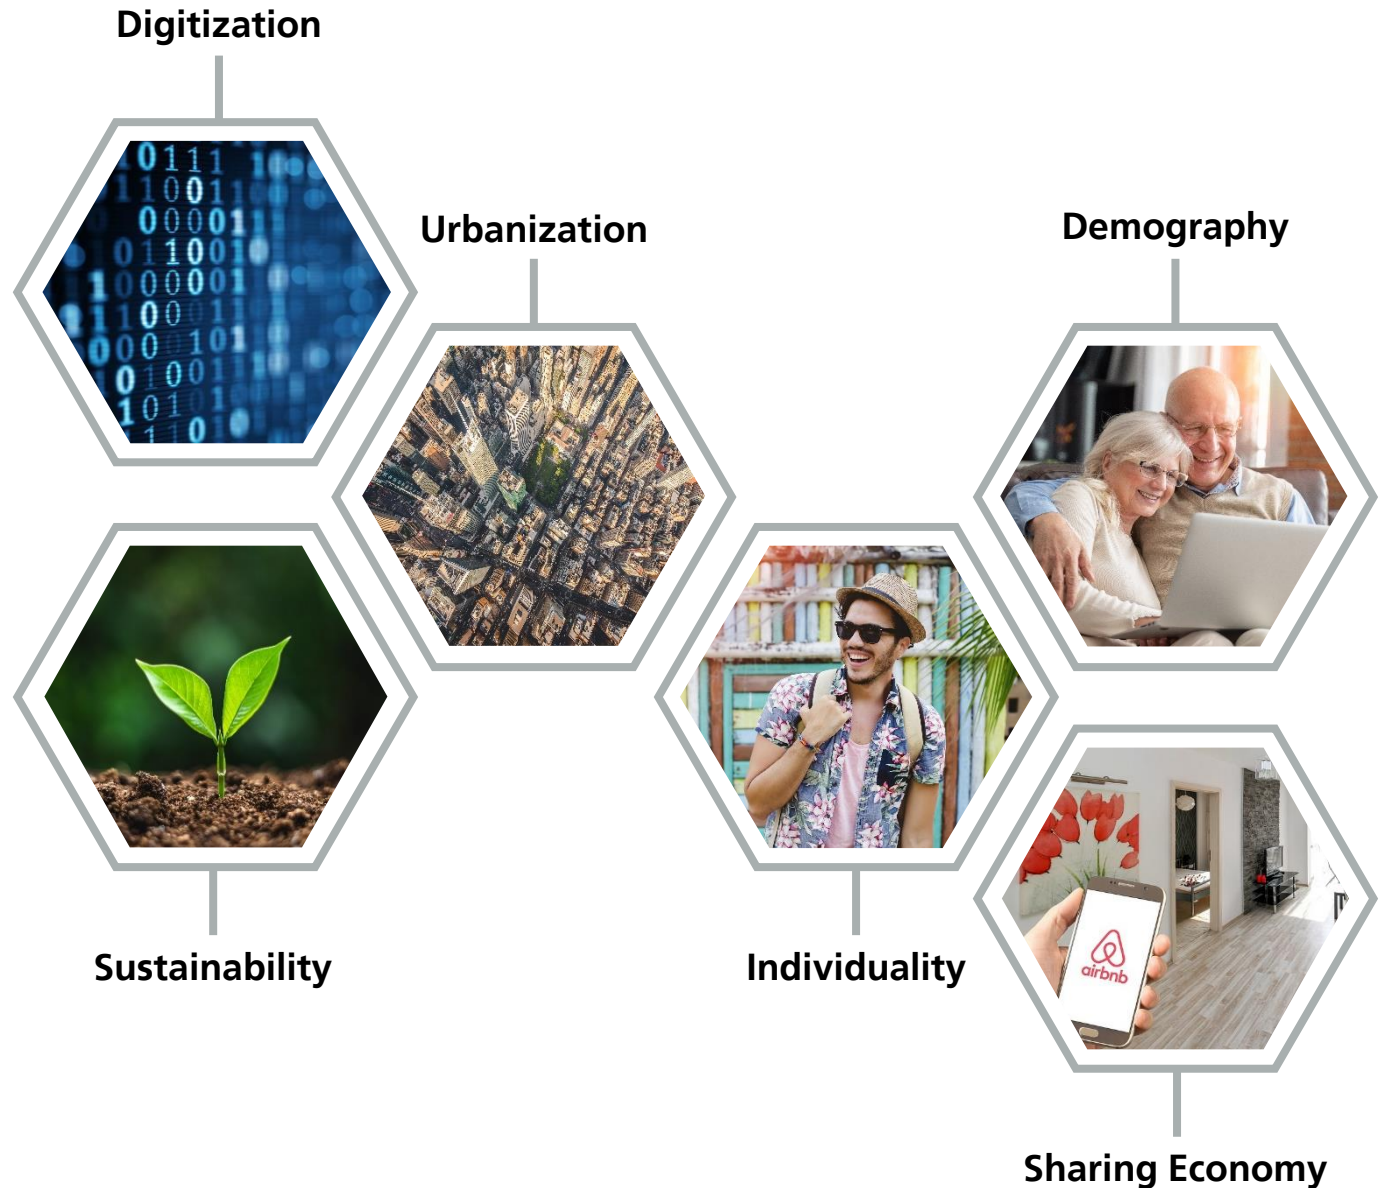 Digitization
Urbanization
Demography
Sustainability
Individuality
airbnb
Sharing Economy